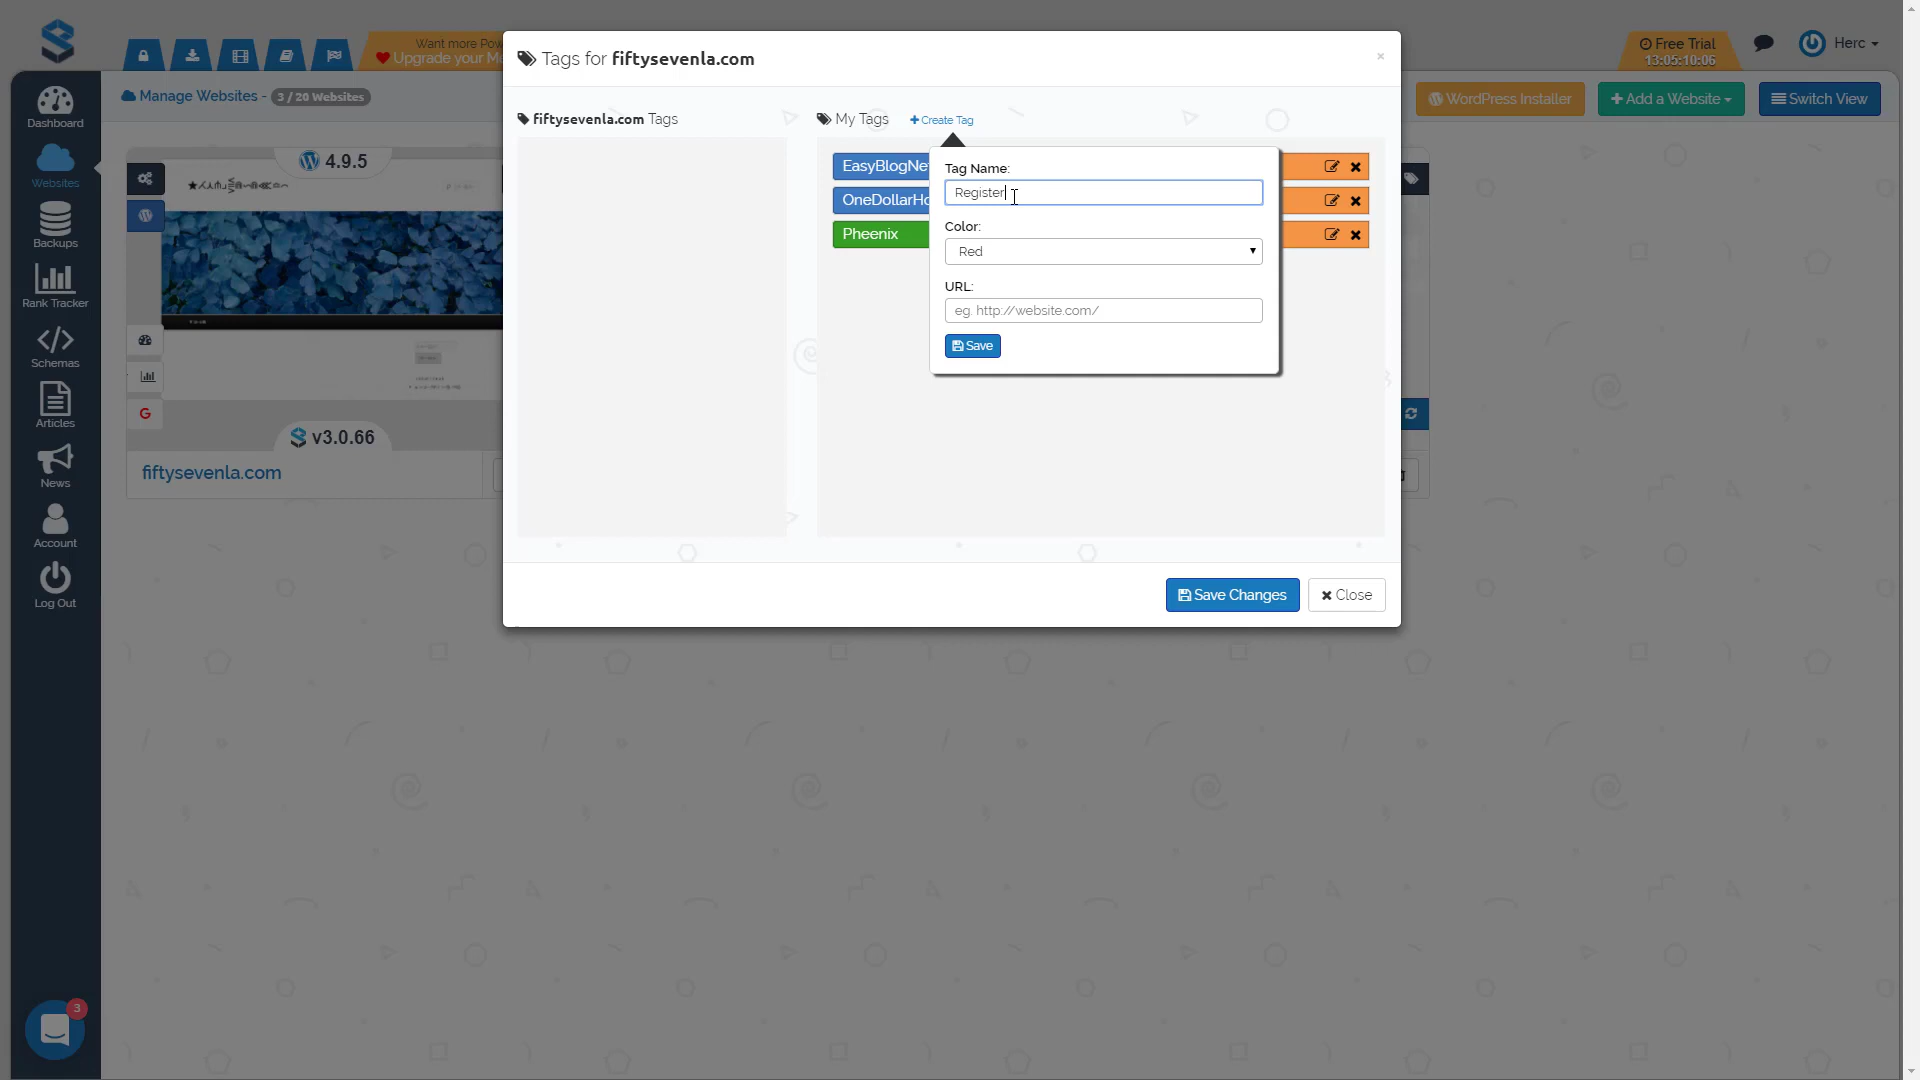 Want more Pow
Upgrade your Mu
Free Trial
13:05:10:06
Herc
Manage Websites -
3 / 20 Websites
WordPress Installer
Add a Website
Switch View
Dashboard
Websites
Backups
Rank Tracker
Schemas
Articles
News
Account
Log Out
3
4.9.5
v3.0.66
fiftysevenla.com
Tags for fiftysevenla.com
×
fiftysevenla.com Tags
My Tags
Create Tag
EasyBlogNe
OneDollarHo
Pheenix
Tag Name:
Register
Color:
Red
URL:
eg. http://website.com/
Save
Save Changes
Close